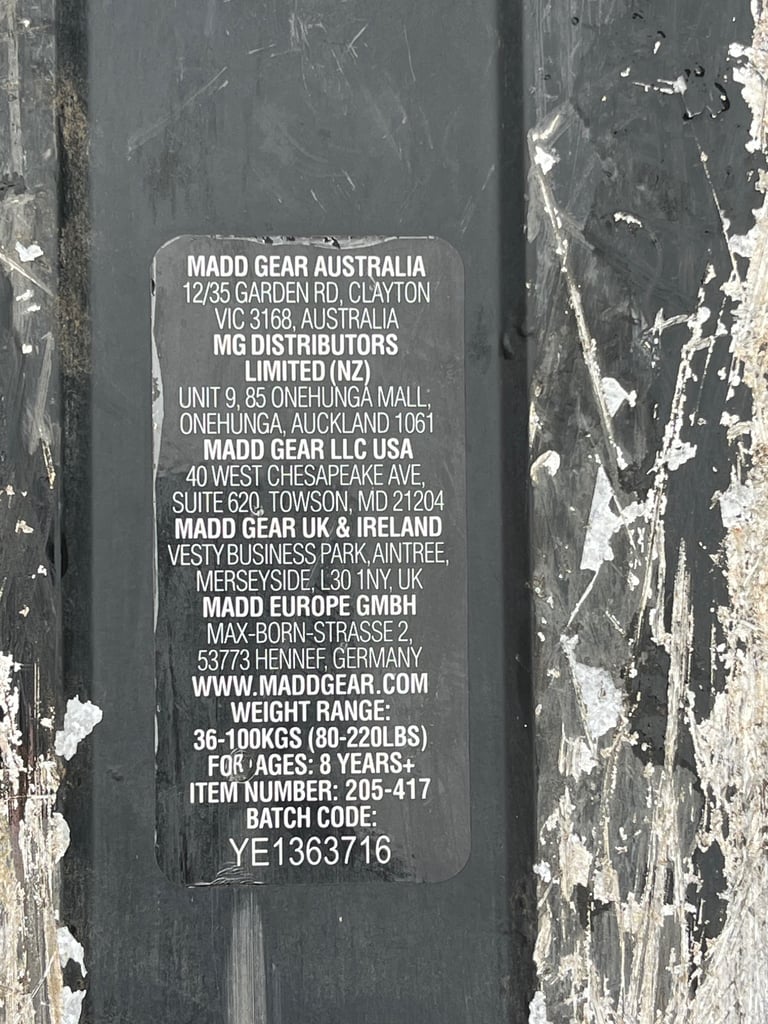 MADD GEAR AUSTRALIA
12/35 GARDEN RD, CLAYTON
VIC 3168, AUSTRALIA
MG DISTRIBUTORS
LIMITED (NZ)
UNIT 9, 85 ONEHUNGA MALL,
ONEHUNGA, AUCKLAND 1061
MADD GEAR LLC USA
40 WEST CHESAPEAKE AVE,
SUITE 620, TOWSON, MD 21204
MADD GEAR UK & IRELAND
VESTY BUSINESS PARK, AINTREE,
MERSEYSIDE, L30 1NY, UK
MADD EUROPE GMBH
MAX-BORN-STRASSE 2,
53773 HENNEF, GERMANY
WWW.MADDGEAR.COM
WEIGHT RANGE:
36-100KGS (80-220LBS)
FOR AGES: 8 YEARS+
ITEM NUMBER: 205-417
BATCH CODE:
YE1363716